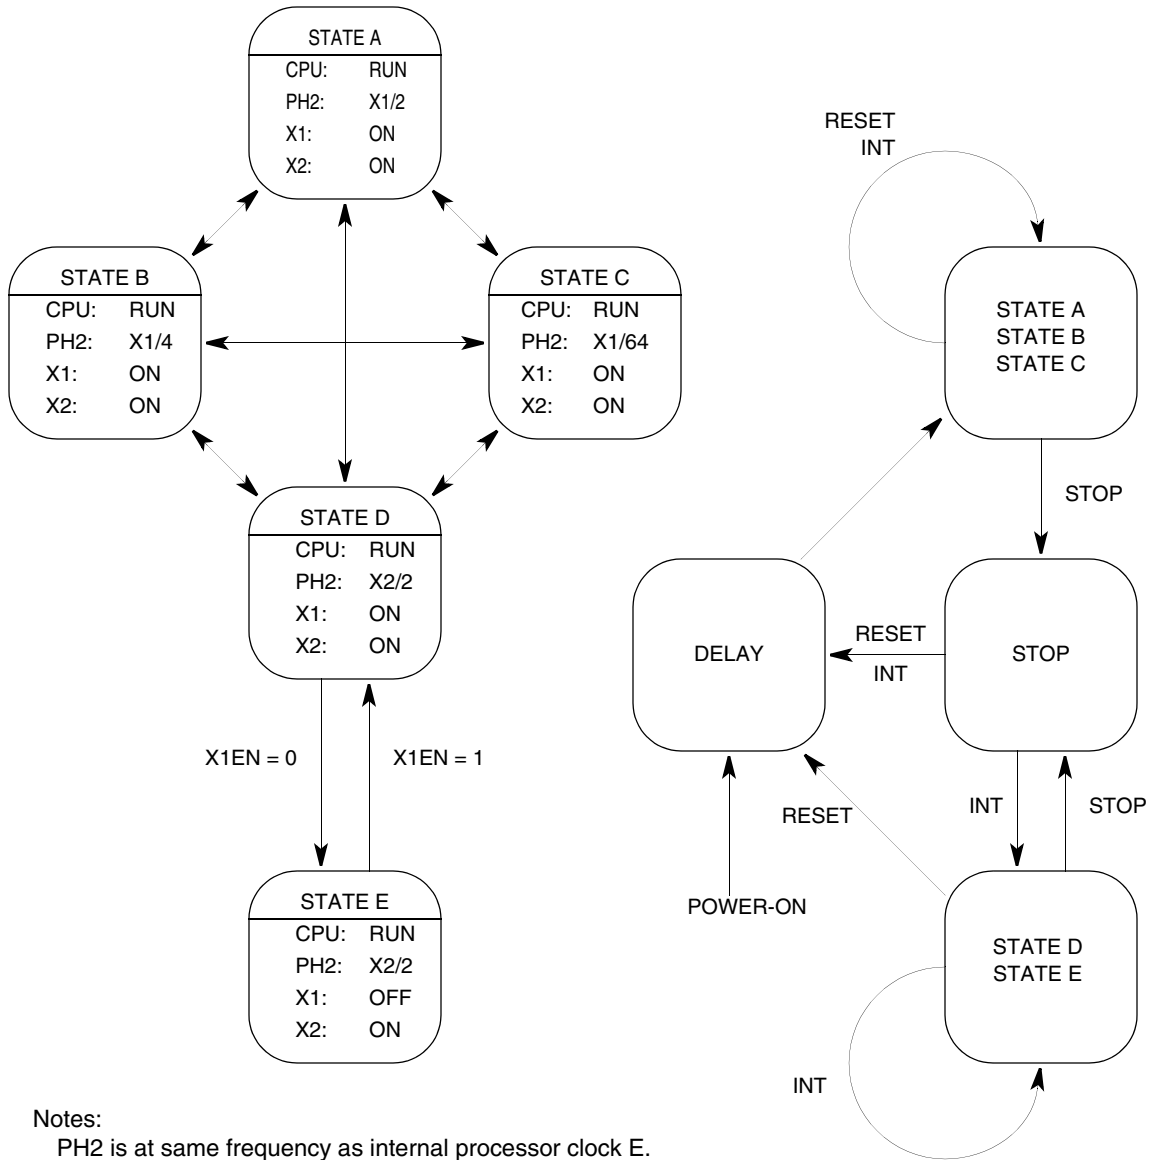 STATE A
CPU: RUN
PH2: X1/2
X1: ON
X2: ON
STATE B
CPU: RUN
PH2: X1/4
X1: ON
X2: ON
STATE C
CPU: RUN
PH2: X1/64
X1: ON
X2: ON
STATE D
CPU: RUN
PH2: X2/2
X1: ON
X2: ON
X1EN = 0
X1EN = 1
STATE E
CPU: RUN
PH2: X2/2
X1: OFF
X2: ON
RESET
INT
STATE A
STATE B
STATE C
STOP
DELAY
RESET
INT
STOP
RESET
INT
STOP
POWER-ON
STATE D
STATE E
INT
Notes:
PH2 is at same frequency as internal processor clock E.